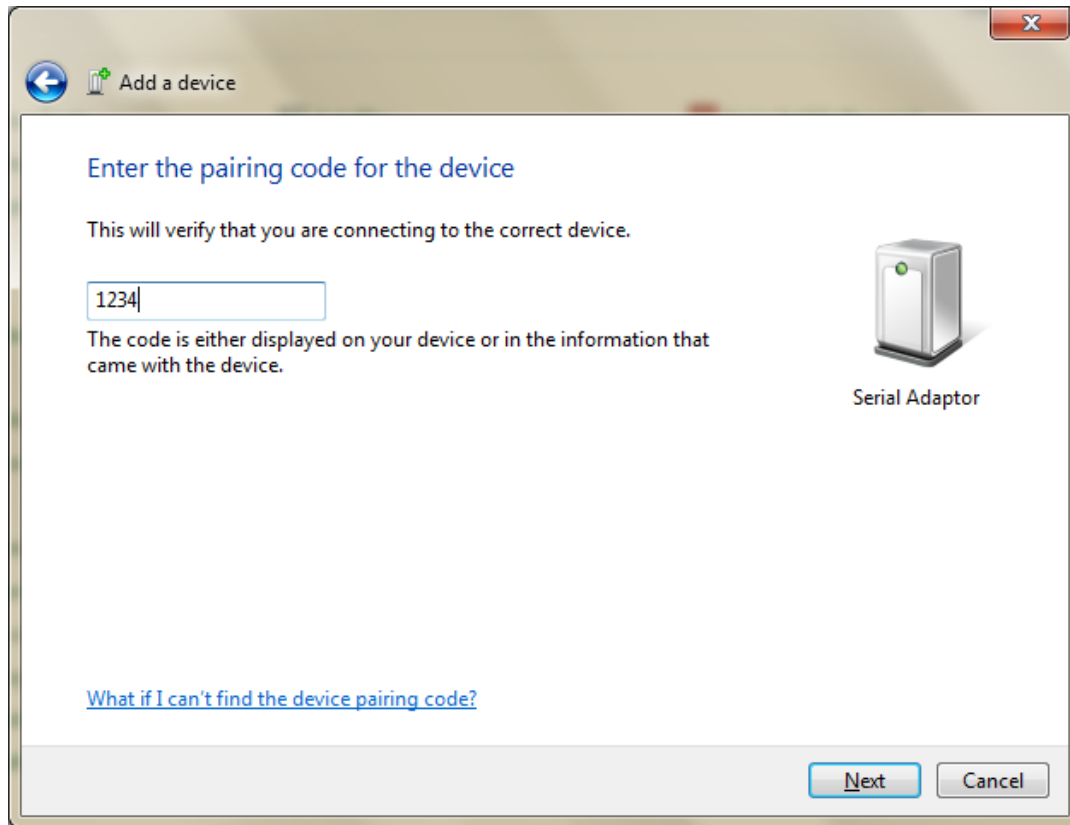 Add a device
Enter the pairing code for the device
This will verify that you are connecting to the correct device.
1234
The code is either displayed on your device or in the information that
came with the device.
Serial Adaptor
What if I can't find the device pairing code?
Next
Cancel